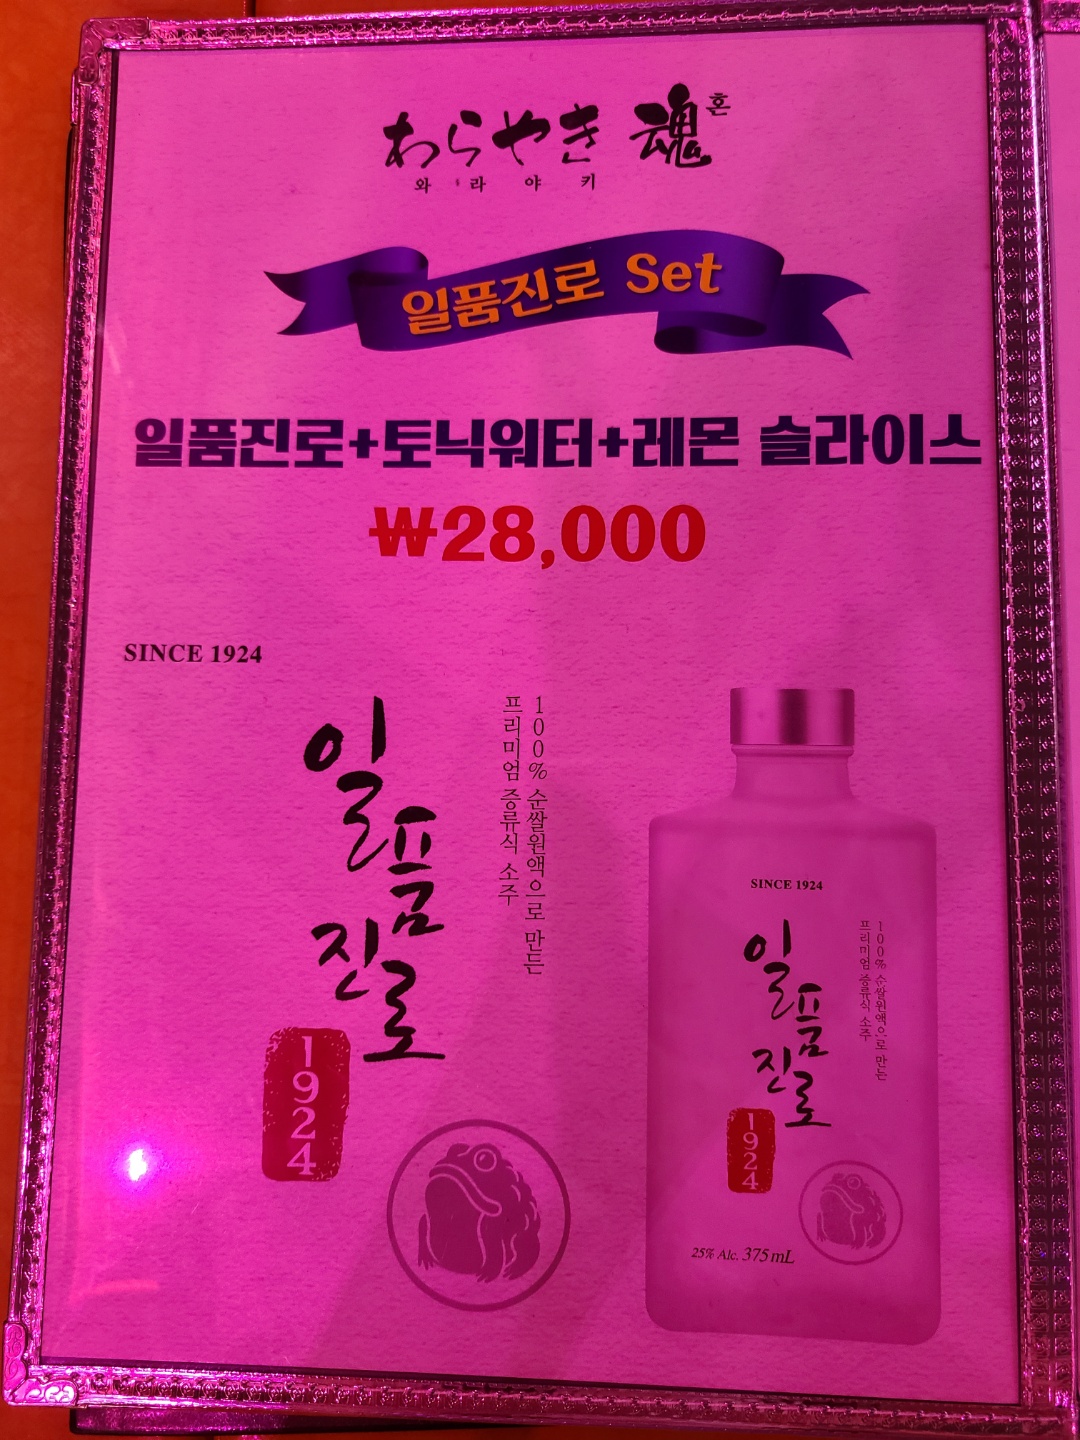 わらやき 魂 혼
와라야키
일품진로 Set
일품진로+토닉워터+레몬 슬라이스
₩28,000
SINCE 1924
일품진로
1924
100% 순쌀원액으로 만든
프리미엄 증류식 소주
SINCE 1924
일품진로
1924
100% 순쌀원액으로 만든
프리미엄 증류식 소주
25% Alc. 375mL